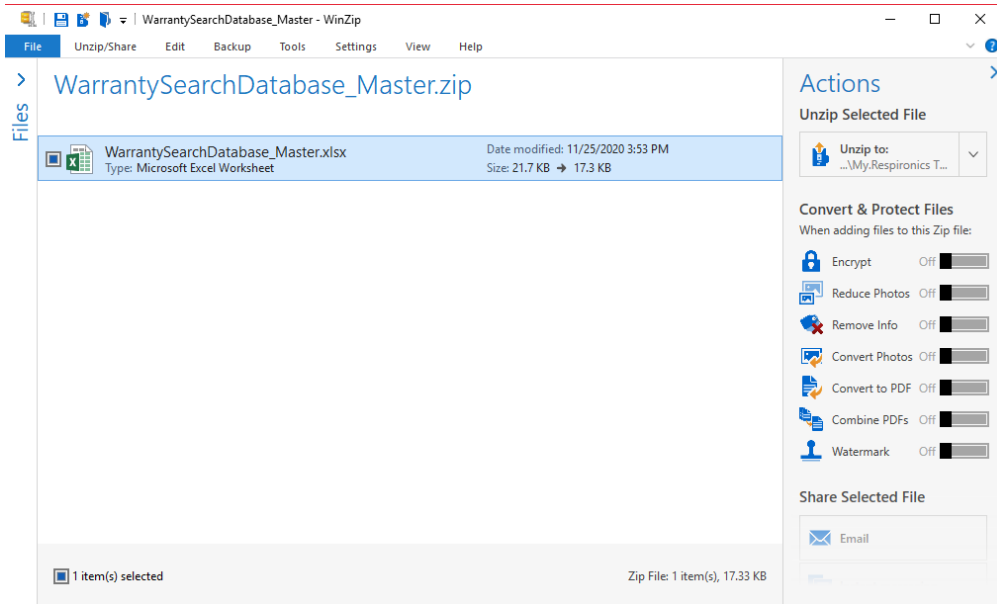 WarrantySearchDatabase_Master - WinZip
File Unzip/Share Edit Backup Tools Settings View Help
Files
WarrantySearchDatabase_Master.zip
WarrantySearchDatabase_Master.xlsx
Type: Microsoft Excel Worksheet
Date modified: 11/25/2020 3:53 PM
Size: 21.7 KB → 17.3 KB
1 item(s) selected
Zip File: 1 item(s), 17.33 KB
Actions
Unzip Selected File
Unzip to:
...\My.Respironics T...
Convert & Protect Files
When adding files to this Zip file:
Encrypt Off
Reduce Photos Off
Remove Info Off
Convert Photos Off
Convert to PDF Off
Combine PDFs Off
Watermark Off
Share Selected File
Email